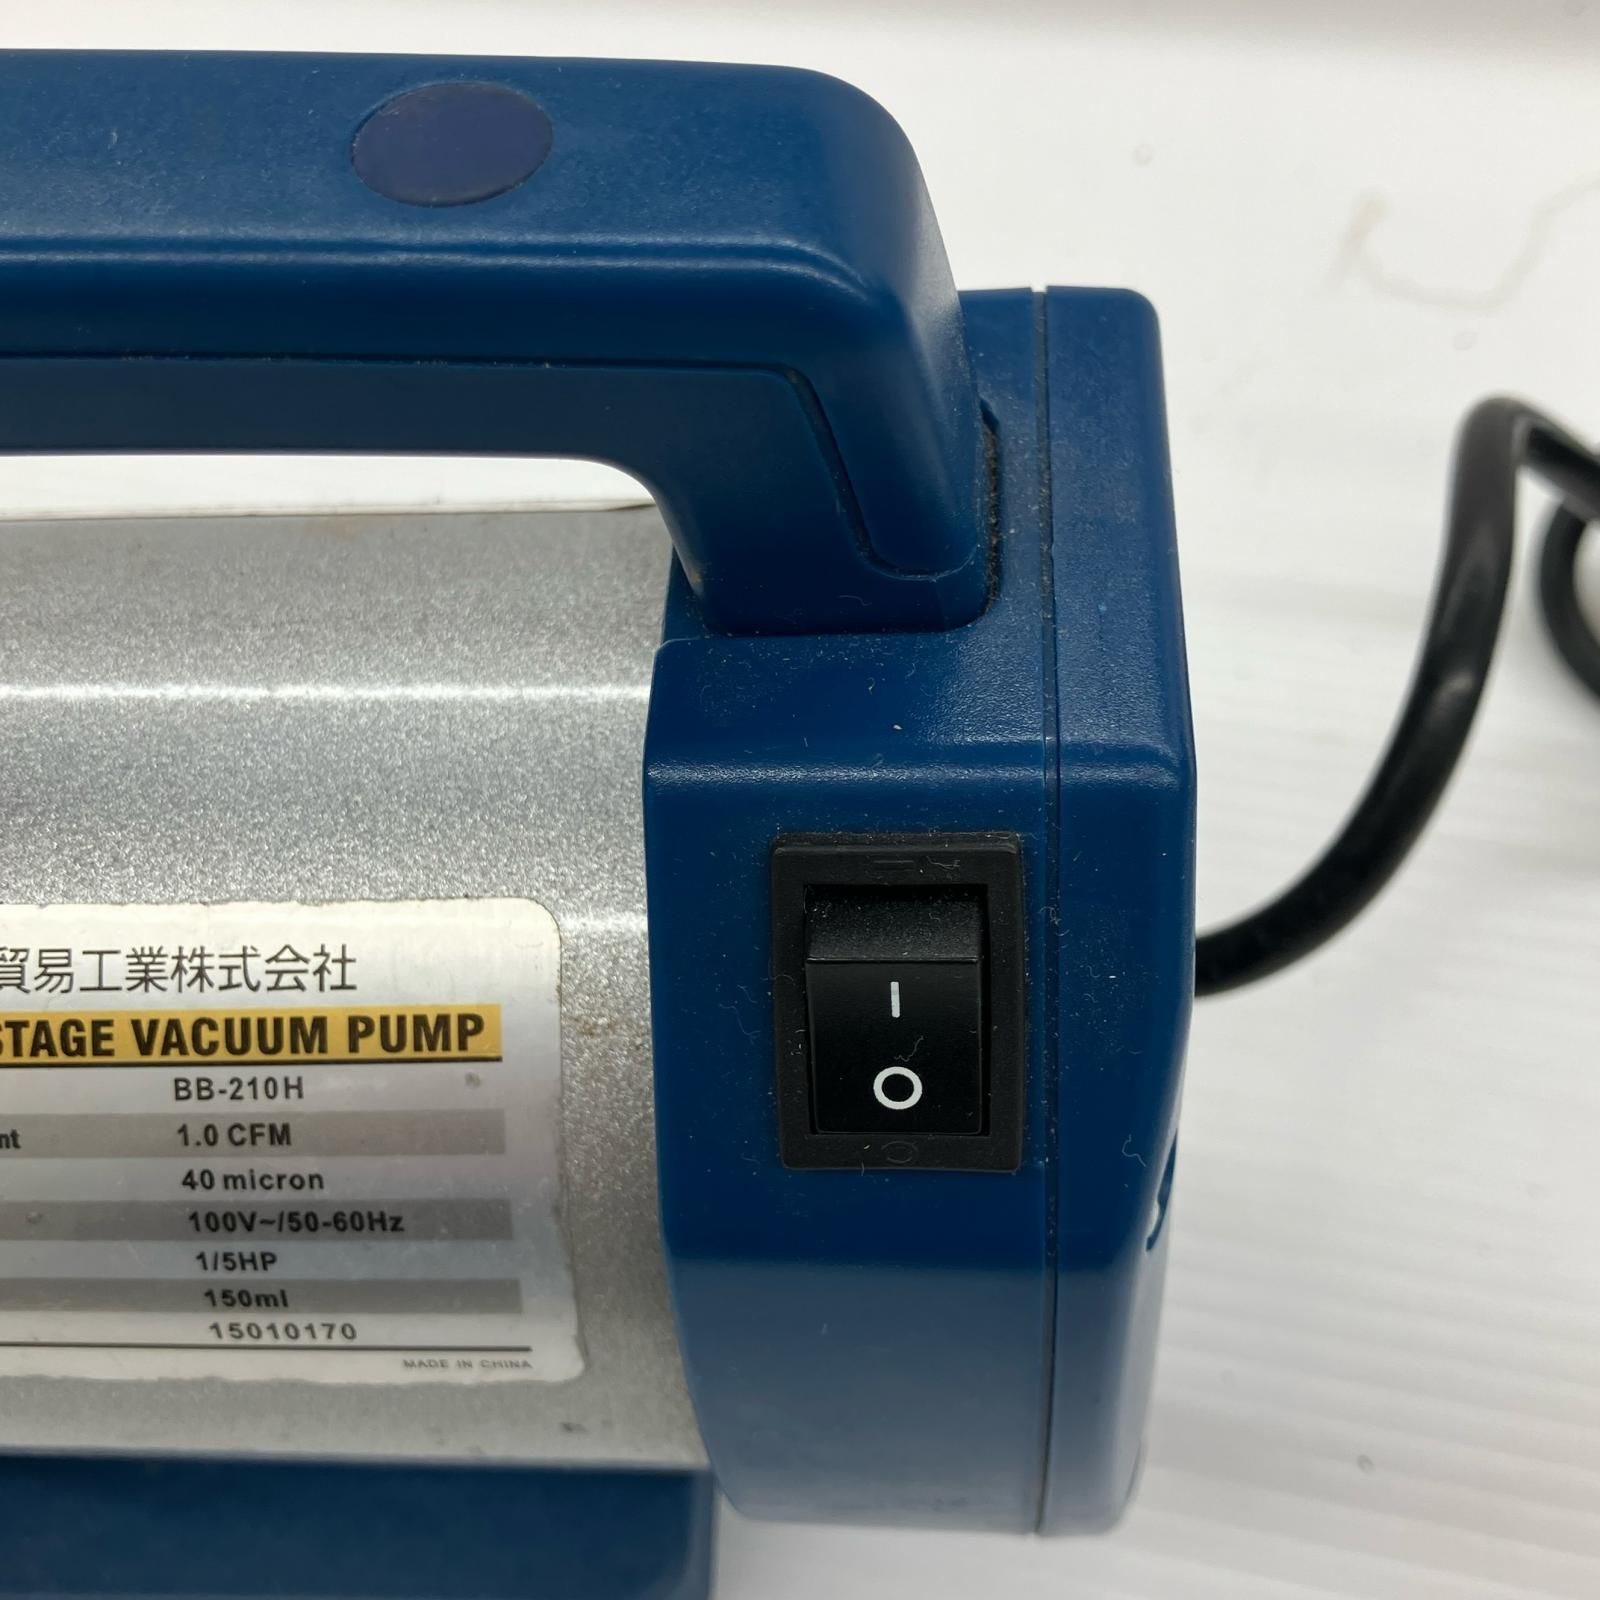 貿易工業株式会社
STAGE VACUUM PUMP
BB-210H
nt 1.0 CFM
40 micron
100V~/50-60Hz
1/5HP
150ml
15010170
MADE IN CHINA
I
O